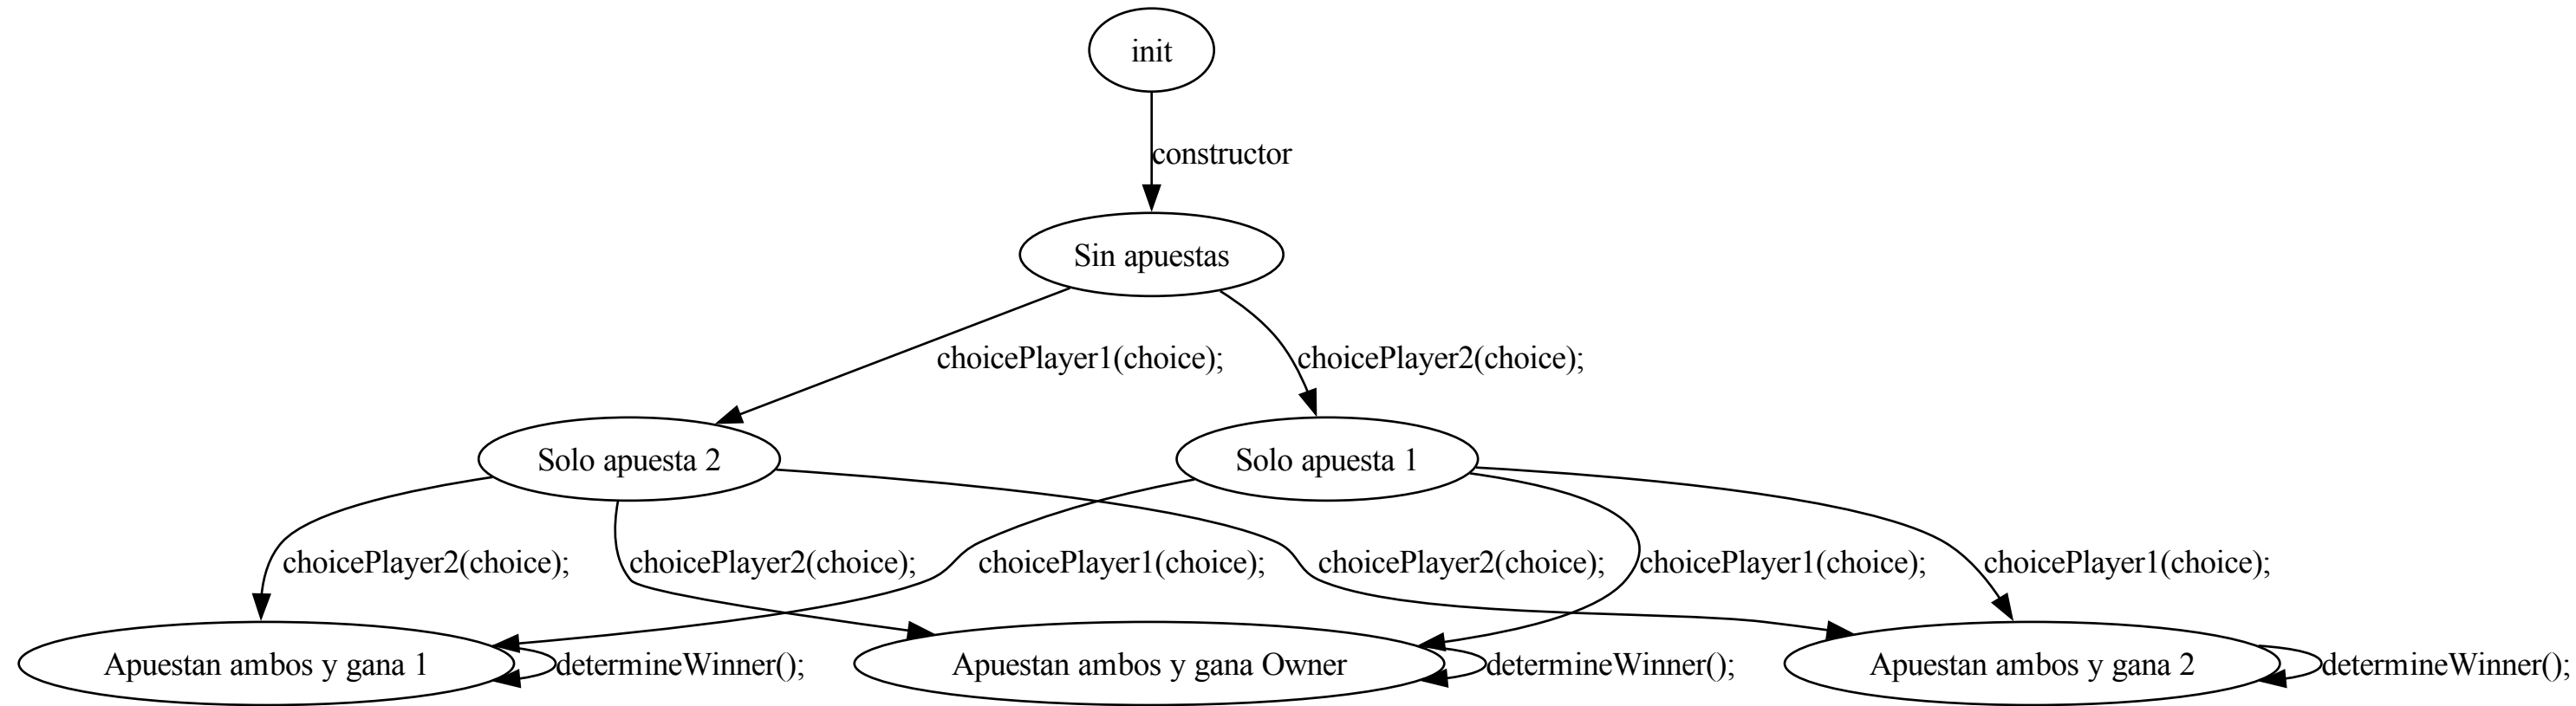 init
constructor
Sin apuestas
choicePlayer1(choice);
choicePlayer2(choice);
Solo apuesta 2
Solo apuesta 1
choicePlayer2(choice);
choicePlayer2(choice);
choicePlayer1(choice);
choicePlayer2(choice);
choicePlayer1(choice);
choicePlayer1(choice);
Apuestan ambos y gana 1
determineWinner();
Apuestan ambos y gana Owner
determineWinner();
Apuestan ambos y gana 2
determineWinner();